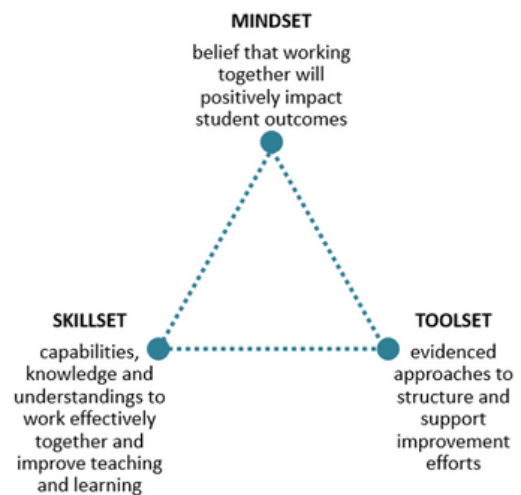 MINDSET
belief that working
together will
positively impact
student outcomes
SKILLSET
capabilities,
knowledge and
understandings to
work effectively
together and
improve teaching
and learning
TOOLSET
evidenced
approaches to
structure and
support
improvement
efforts